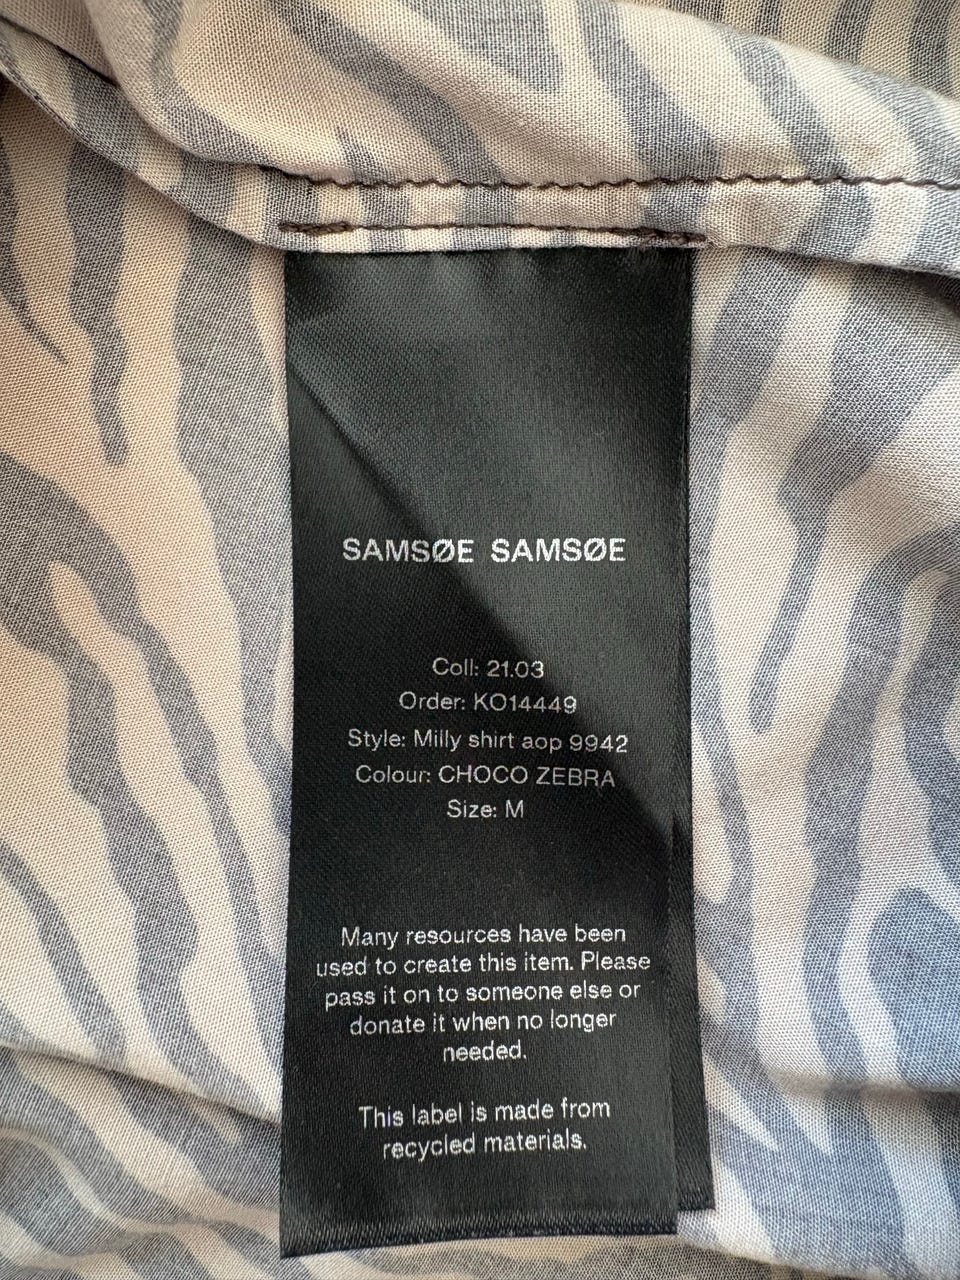 SAMSØE SAMSØE
Coll: 21.03
Order: KO14449
Style: Milly shirt aop 9942
Colour: CHOCO ZEBRA
Size: M
Many resources have been
used to create this item. Please
pass it on to someone else or
donate it when no longer
needed.
This label is made from
recycled materials.